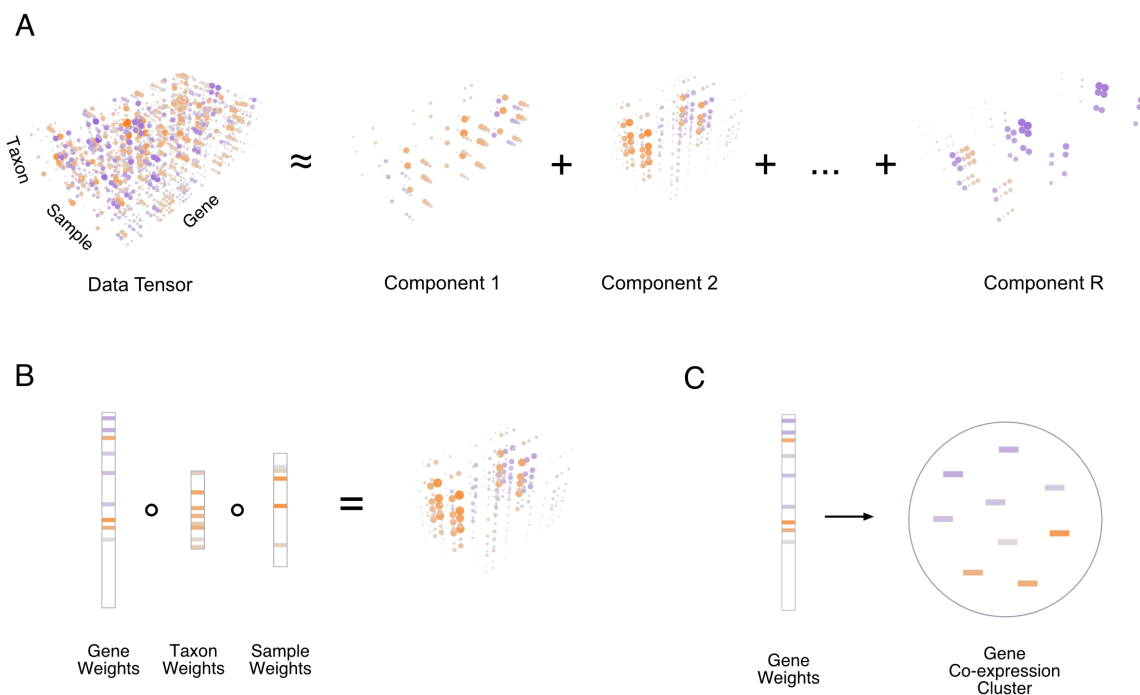 A
Taxon
Sample
Gene
≈
+
+
...
+
Data Tensor
Component 1
Component 2
Component R
B
=
Gene
Weights
Taxon
Weights
Sample
Weights
C
Gene
Weights
Gene
Co-expression
Cluster